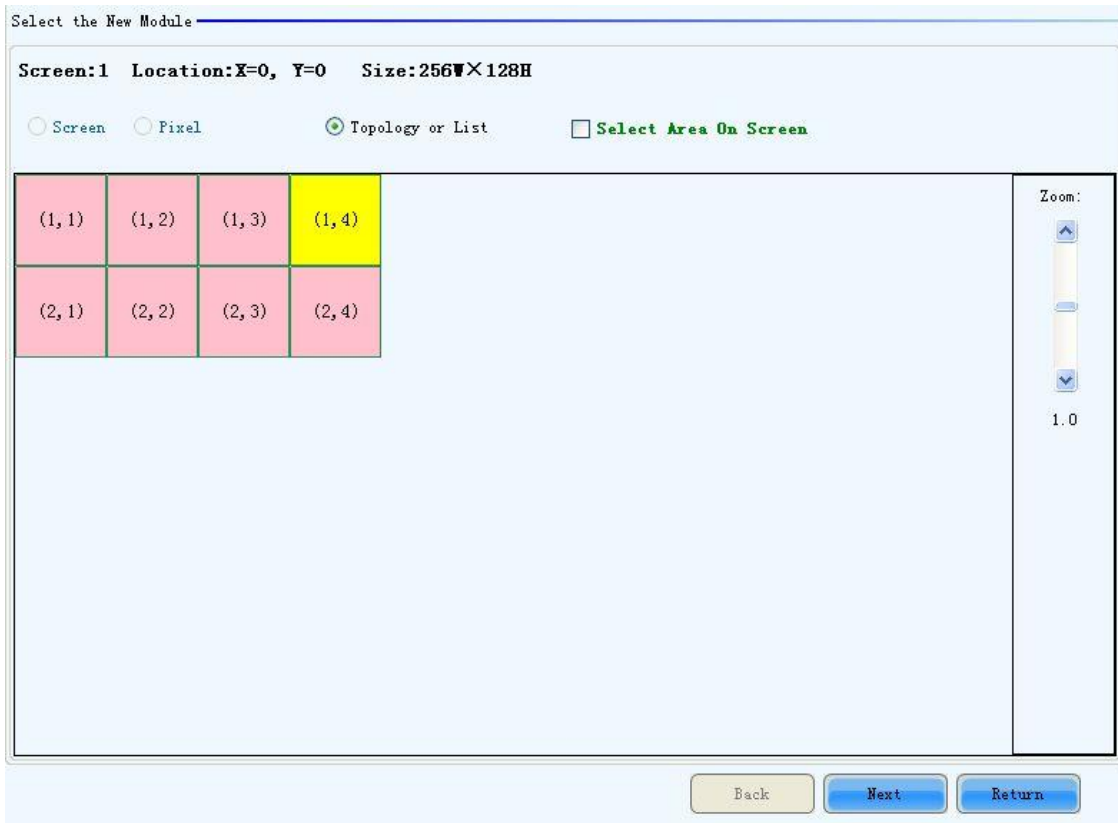 Select the New Module
Screen:1 Location:X=0, Y=0 Size:256W×128H
Screen Pixel Topology or List Select Area On Screen
Zoom:
(1,1) (1,2) (1,3) (1,4)
(2,1) (2,2) (2,3) (2,4)
1.0
Back Next Return